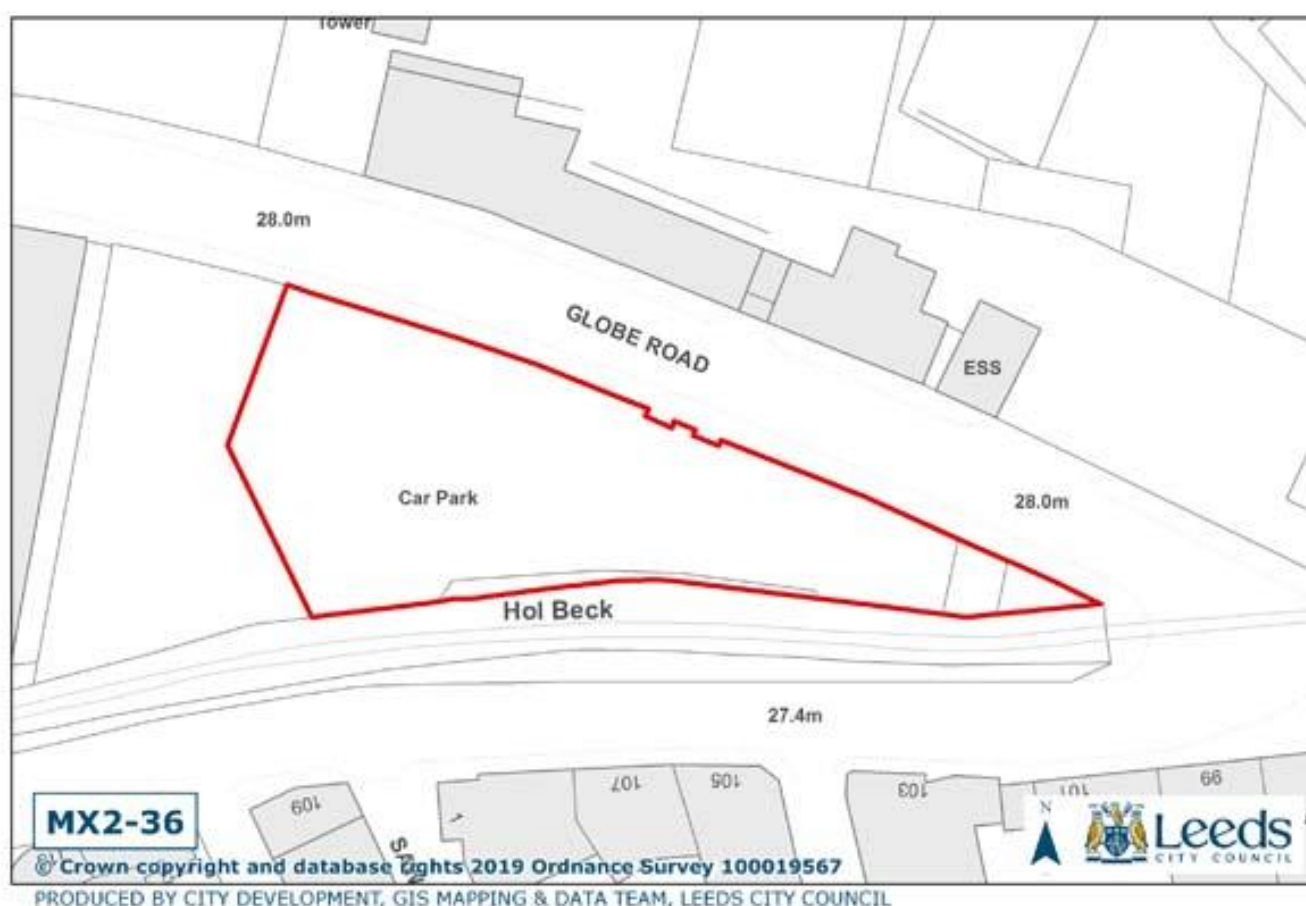 Tower
28.0m
GLOBE ROAD
ESS
Car Park
28.0m
Hol Beck
27.4m
109
107
105
103
101
99
1
MX2-36
N
Leeds
CITY COUNCIL
© Crown copyright and database rights 2019 Ordnance Survey 100019567
PRODUCED BY CITY DEVELOPMENT, GIS MAPPING & DATA TEAM, LEEDS CITY COUNCIL